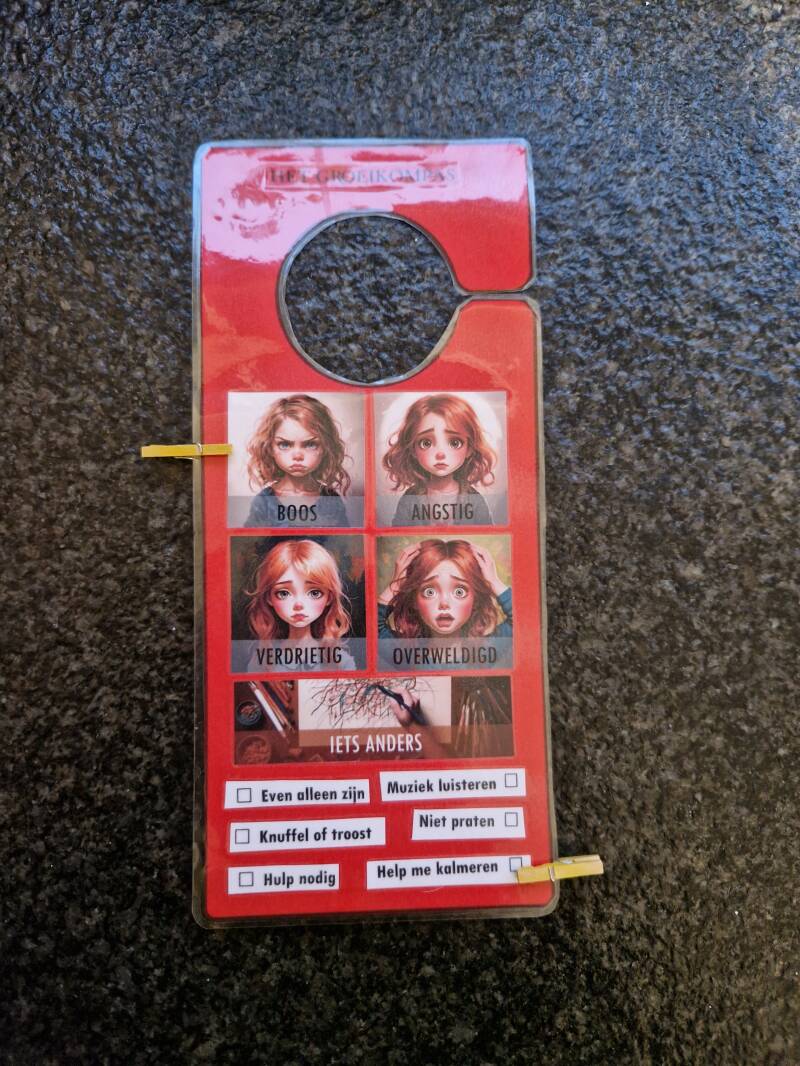 HET GROEIKOMPAS
BOOS
ANGSTIG
VERDRIETIG
OVERWELDIGD
IETS ANDERS
Even alleen zijn
Muziek luisteren
Knuffel of troost
Niet praten
Hulp nodig
Help me kalmeren